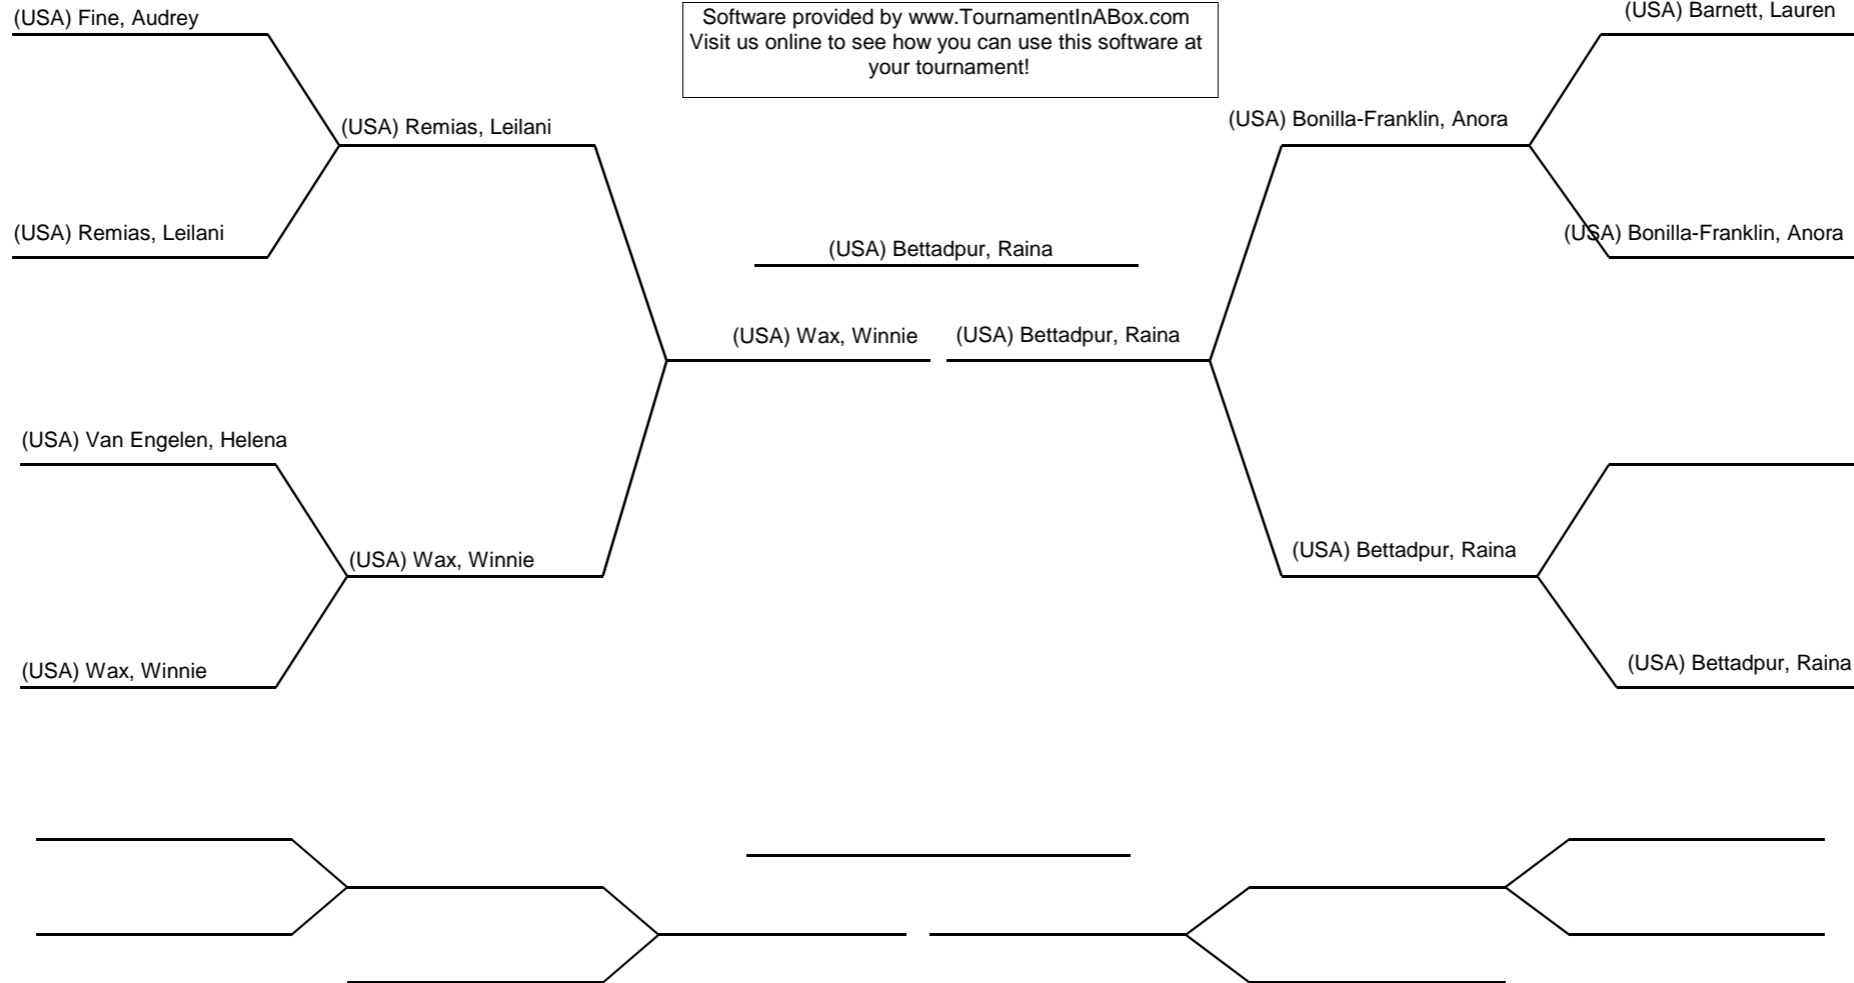 (USA) Fine, Audrey
Software provided by www.TournamentInABox.com
Visit us online to see how you can use this software at
your tournament!
(USA) Barnett, Lauren
(USA) Remias, Leilani
(USA) Bonilla-Franklin, Anora
(USA) Remias, Leilani
(USA) Bettadpur, Raina
(USA) Bonilla-Franklin, Anora
(USA) Wax, Winnie
(USA) Bettadpur, Raina
(USA) Van Engelen, Helena
(USA) Wax, Winnie
(USA) Bettadpur, Raina
(USA) Wax, Winnie
(USA) Bettadpur, Raina